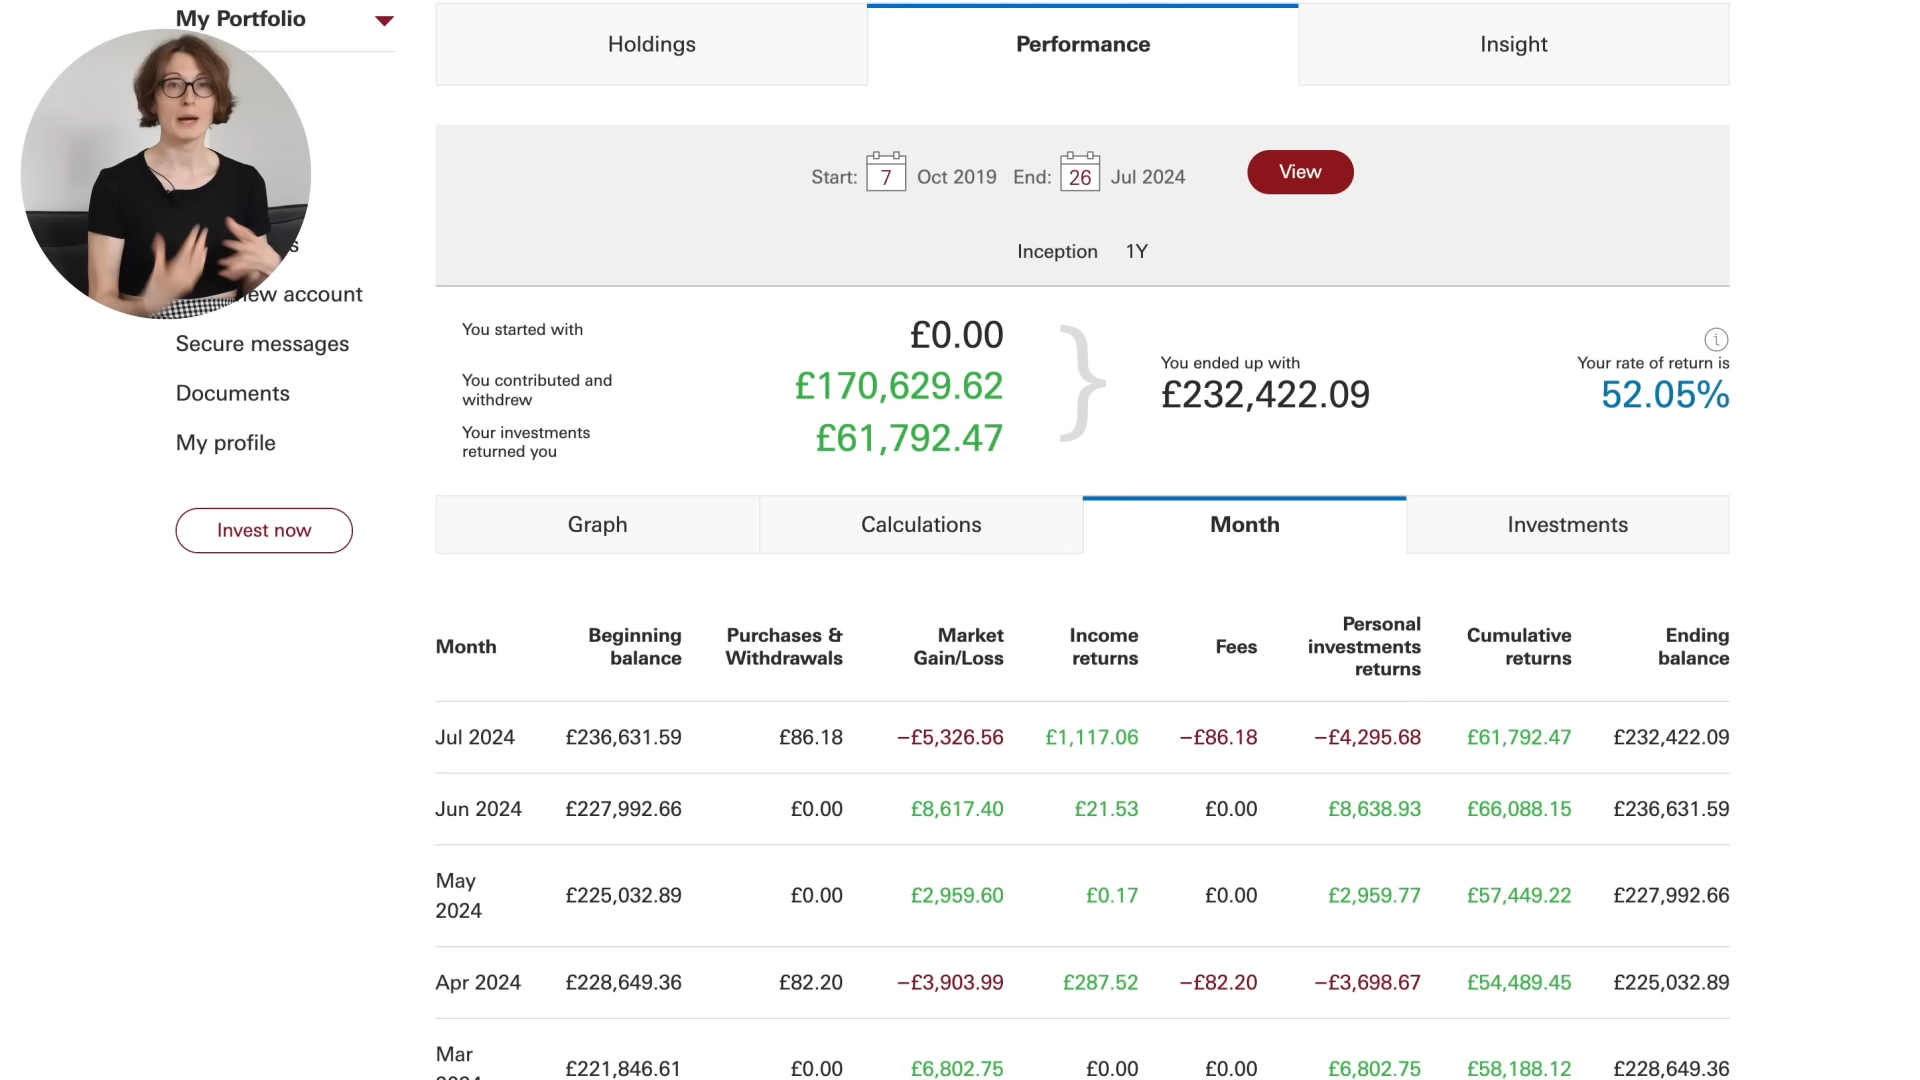 My Portfolio
Holdings
Performance
Insight
Start: 7 Oct 2019 End: 26 Jul 2024
View
Inception 1Y
new account
Secure messages
Documents
My profile
Invest now
You started with £0.00
You contributed and
withdrew £170,629.62
Your investments
returned you £61,792.47
You ended up with
£232,422.09
Your rate of return is
52.05%
Graph
Calculations
Month
Investments
Month Beginning balance Purchases & Withdrawals Market Gain/Loss Income returns Fees Personal investments returns Cumulative returns Ending balance
Jul 2024 £236,631.59 £86.18 −£5,326.56 £1,117.06 −£86.18 −£4,295.68 £61,792.47 £232,422.09
Jun 2024 £227,992.66 £0.00 £8,617.40 £21.53 £0.00 £8,638.93 £66,088.15 £236,631.59
May 2024 £225,032.89 £0.00 £2,959.60 £0.17 £0.00 £2,959.77 £57,449.22 £227,992.66
Apr 2024 £228,649.36 £82.20 −£3,903.99 £287.52 −£82.20 −£3,698.67 £54,489.45 £225,032.89
Mar £221,846.61 £0.00 £6,802.75 £0.00 £0.00 £6,802.75 £58,188.12 £228,649.36